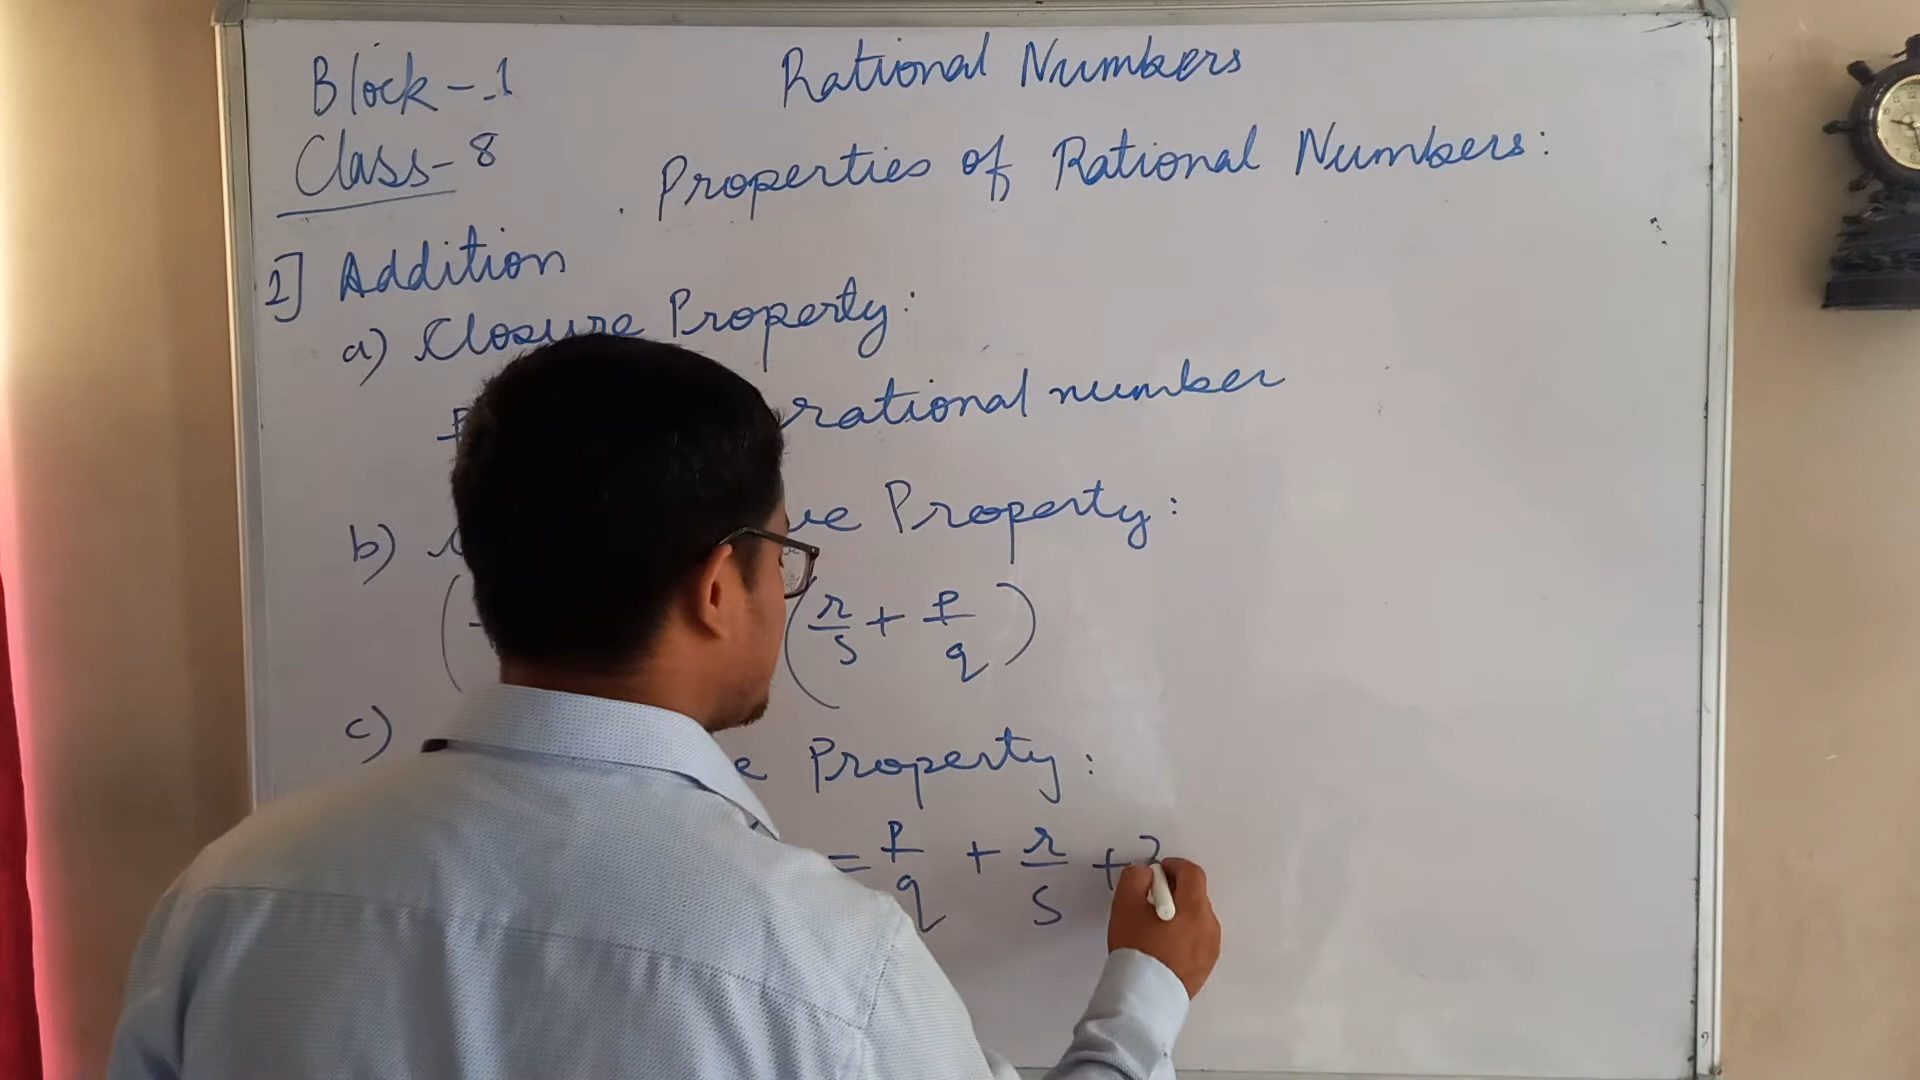 Block-1
Rational Numbers
Class-8
Properties of Rational Numbers:
1] Addition
a) Closure Property:
rational number
b) Property:
( r/s + p/q )
c) Property:
= p/q + r/s +